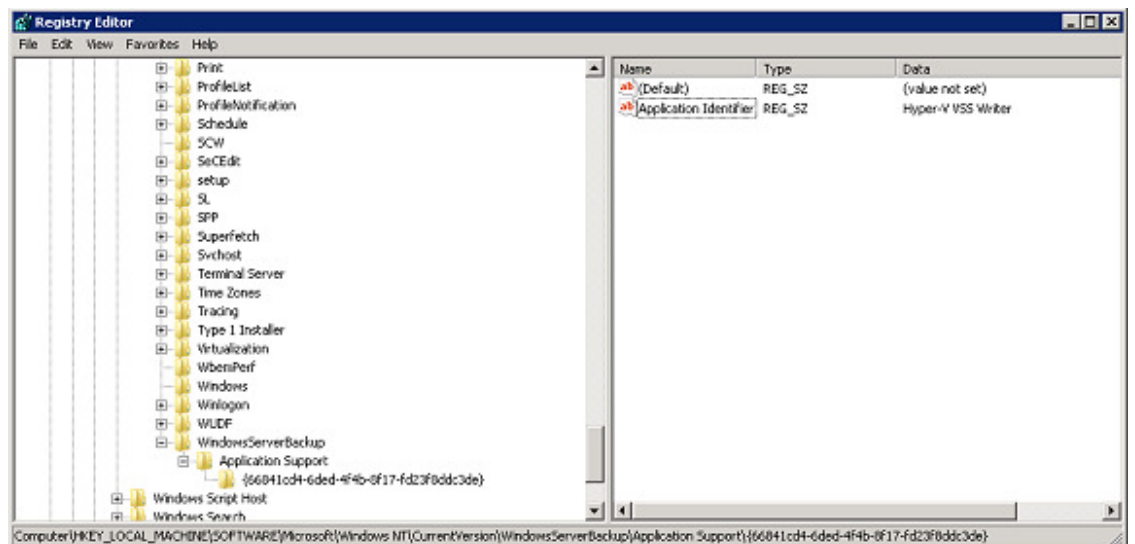 Registry Editor
File Edit View Favorites Help
Print
ProfileList
ProfileNotification
Schedule
SCW
SeCEdit
setup
SL
SPP
Superfetch
Svchost
Terminal Server
Time Zones
Tracing
Type 1 Installer
Virtualization
WbemPerf
Windows
Winlogon
WUDF
WindowsServerBackup
Application Support
{66841cd4-6ded-4f4b-8f17-fd23f8ddc3de}
Windows Script Host
Windows Search
Name Type Data
ab (Default) REG_SZ (value not set)
ab Application Identifier REG_SZ Hyper-V VSS Writer
Computer\HKEY_LOCAL_MACHINE\SOFTWARE\Microsoft\Windows NT\CurrentVersion\WindowsServerBackup\Application Support\{66841cd4-6ded-4f4b-8f17-fd23f8ddc3de}